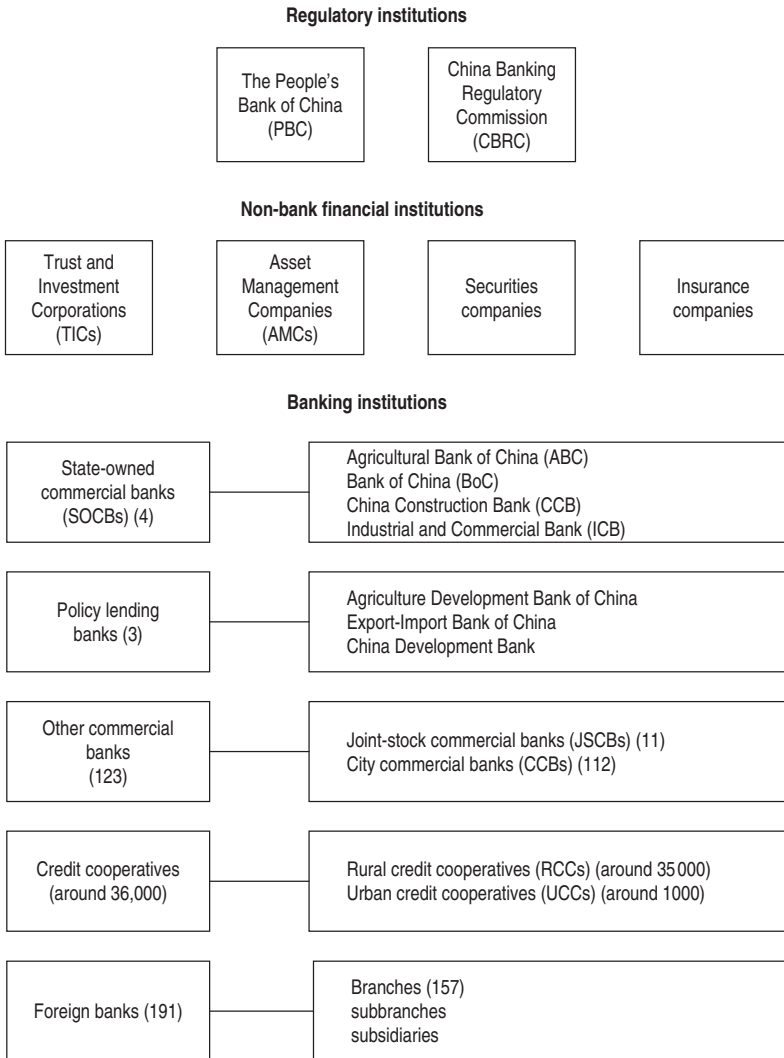 Regulatory institutions
The People's
Bank of China
(PBC)
China Banking
Regulatory
Commission
(CBRC)
Non-bank financial institutions
Trust and
Investment
Corporations
(TICs)
Asset
Management
Companies
(AMCs)
Securities
companies
Insurance
companies
Banking institutions
State-owned
commercial banks
(SOCBs) (4)
Agricultural Bank of China (ABC)
Bank of China (BoC)
China Construction Bank (CCB)
Industrial and Commercial Bank (ICB)
Policy lending
banks (3)
Agriculture Development Bank of China
Export-Import Bank of China
China Development Bank
Other commercial
banks
(123)
Joint-stock commercial banks (JSCBs) (11)
City commercial banks (CCBs) (112)
Credit cooperatives
(around 36,000)
Rural credit cooperatives (RCCs) (around 35 000)
Urban credit cooperatives (UCCs) (around 1000)
Foreign banks (191)
Branches (157)
subbranches
subsidiaries